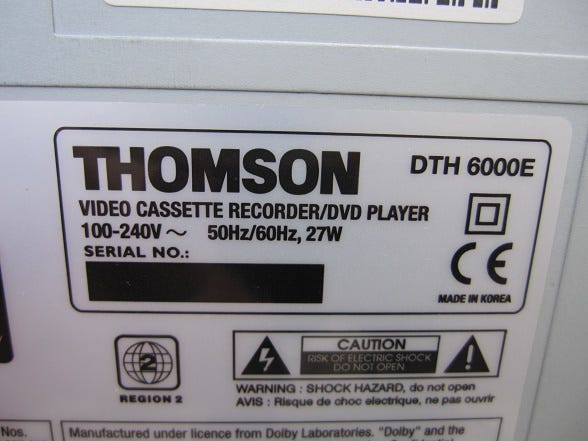 THOMSON DTH 6000E
VIDEO CASSETTE RECORDER/DVD PLAYER
100-240V ~ 50Hz/60Hz, 27W
SERIAL NO.:
CE
MADE IN KOREA
2
REGION 2
CAUTION
RISK OF ELECTRIC SHOCK
DO NOT OPEN
WARNING : SHOCK HAZARD, do not open
AVIS : Risque de choc electrique, ne pas ouvrir
Nos.
Manufactured under licence from Dolby Laboratories. "Dolby" and the